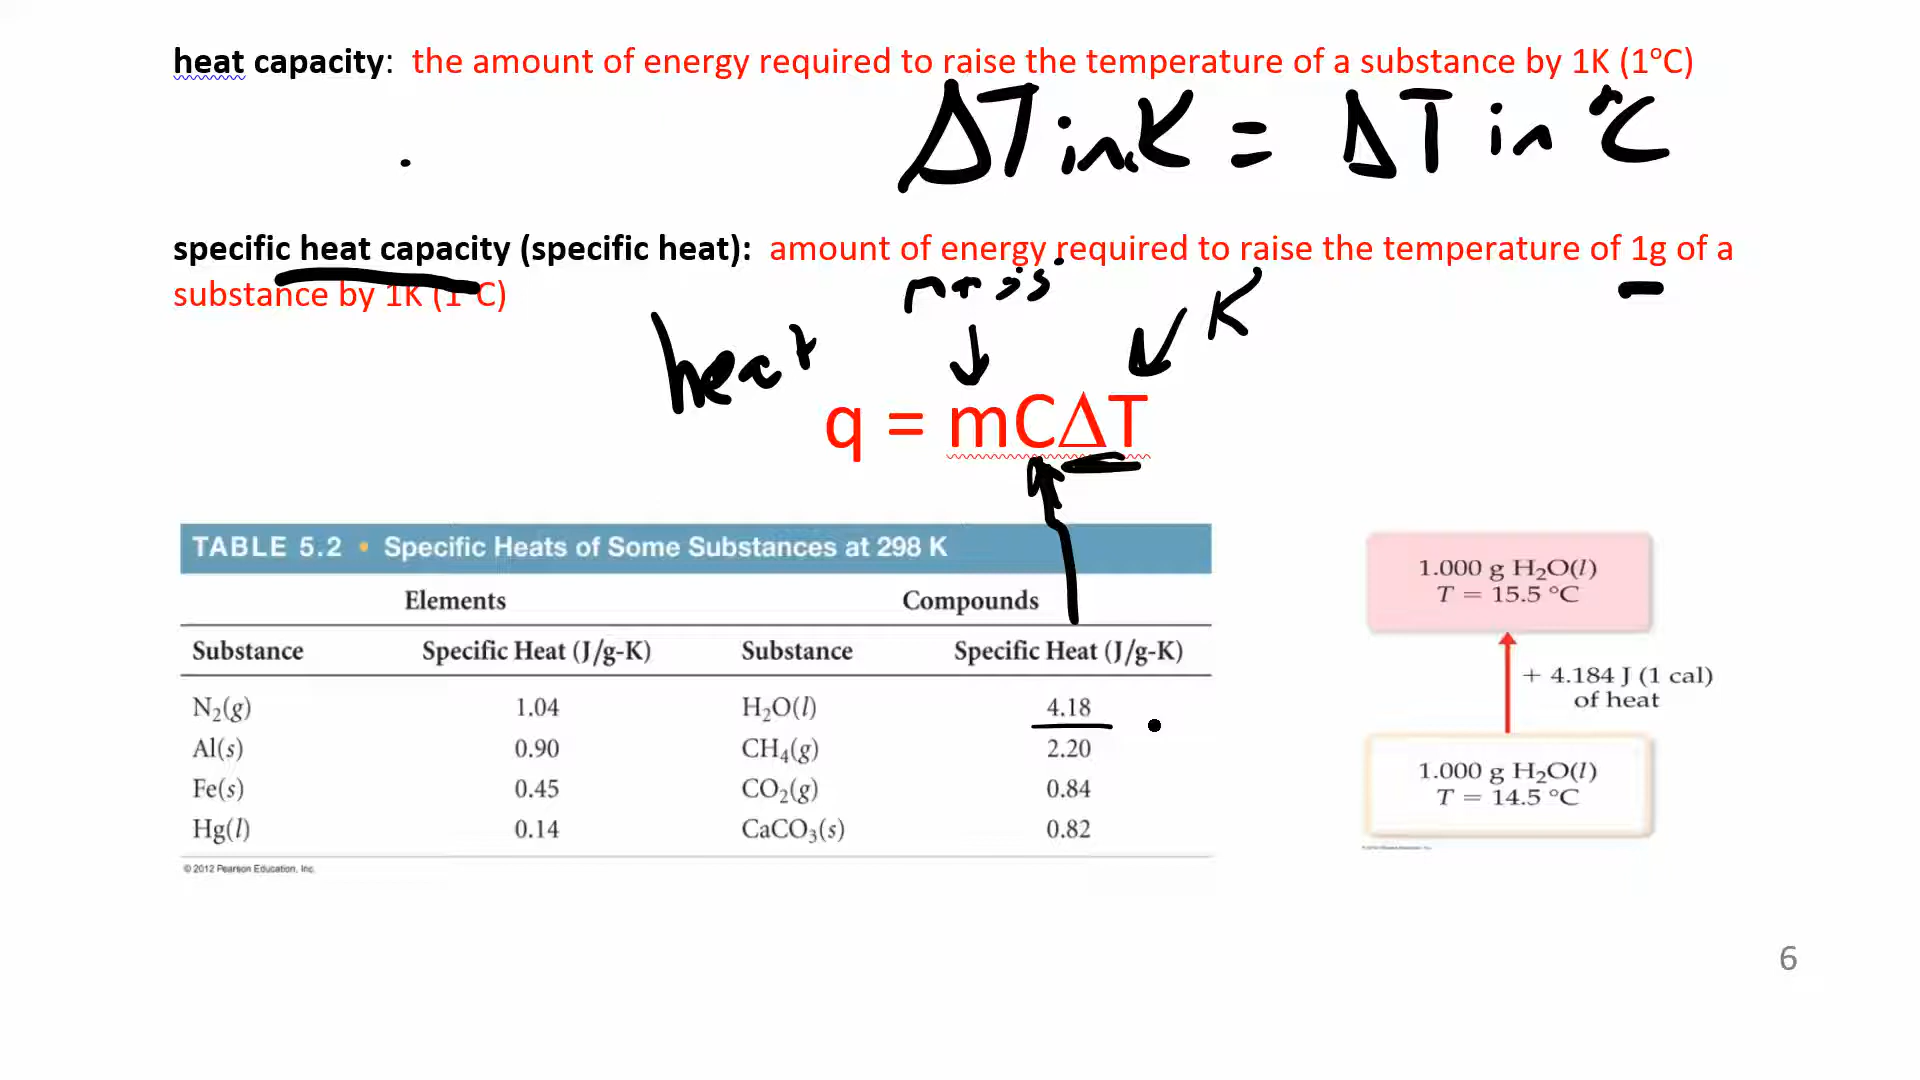 heat capacity: the amount of energy required to raise the temperature of a substance by 1K (1°C)
ΔT in K = ΔT in °C
specific heat capacity (specific heat): amount of energy required to raise the temperature of 1g of a
substance by 1K (1°C)
mass
K
heat
q = mCΔT
TABLE 5.2 • Specific Heats of Some Substances at 298 K
Elements Compounds
Substance Specific Heat (J/g-K) Substance Specific Heat (J/g-K)
N₂(g) 1.04 H₂O(l) 4.18
Al(s) 0.90 CH₄(g) 2.20
Fe(s) 0.45 CO₂(g) 0.84
Hg(l) 0.14 CaCO₃(s) 0.82
© 2012 Pearson Education, Inc.
1.000 g H₂O(l)
T = 15.5 °C
+ 4.184 J (1 cal)
of heat
1.000 g H₂O(l)
T = 14.5 °C
6